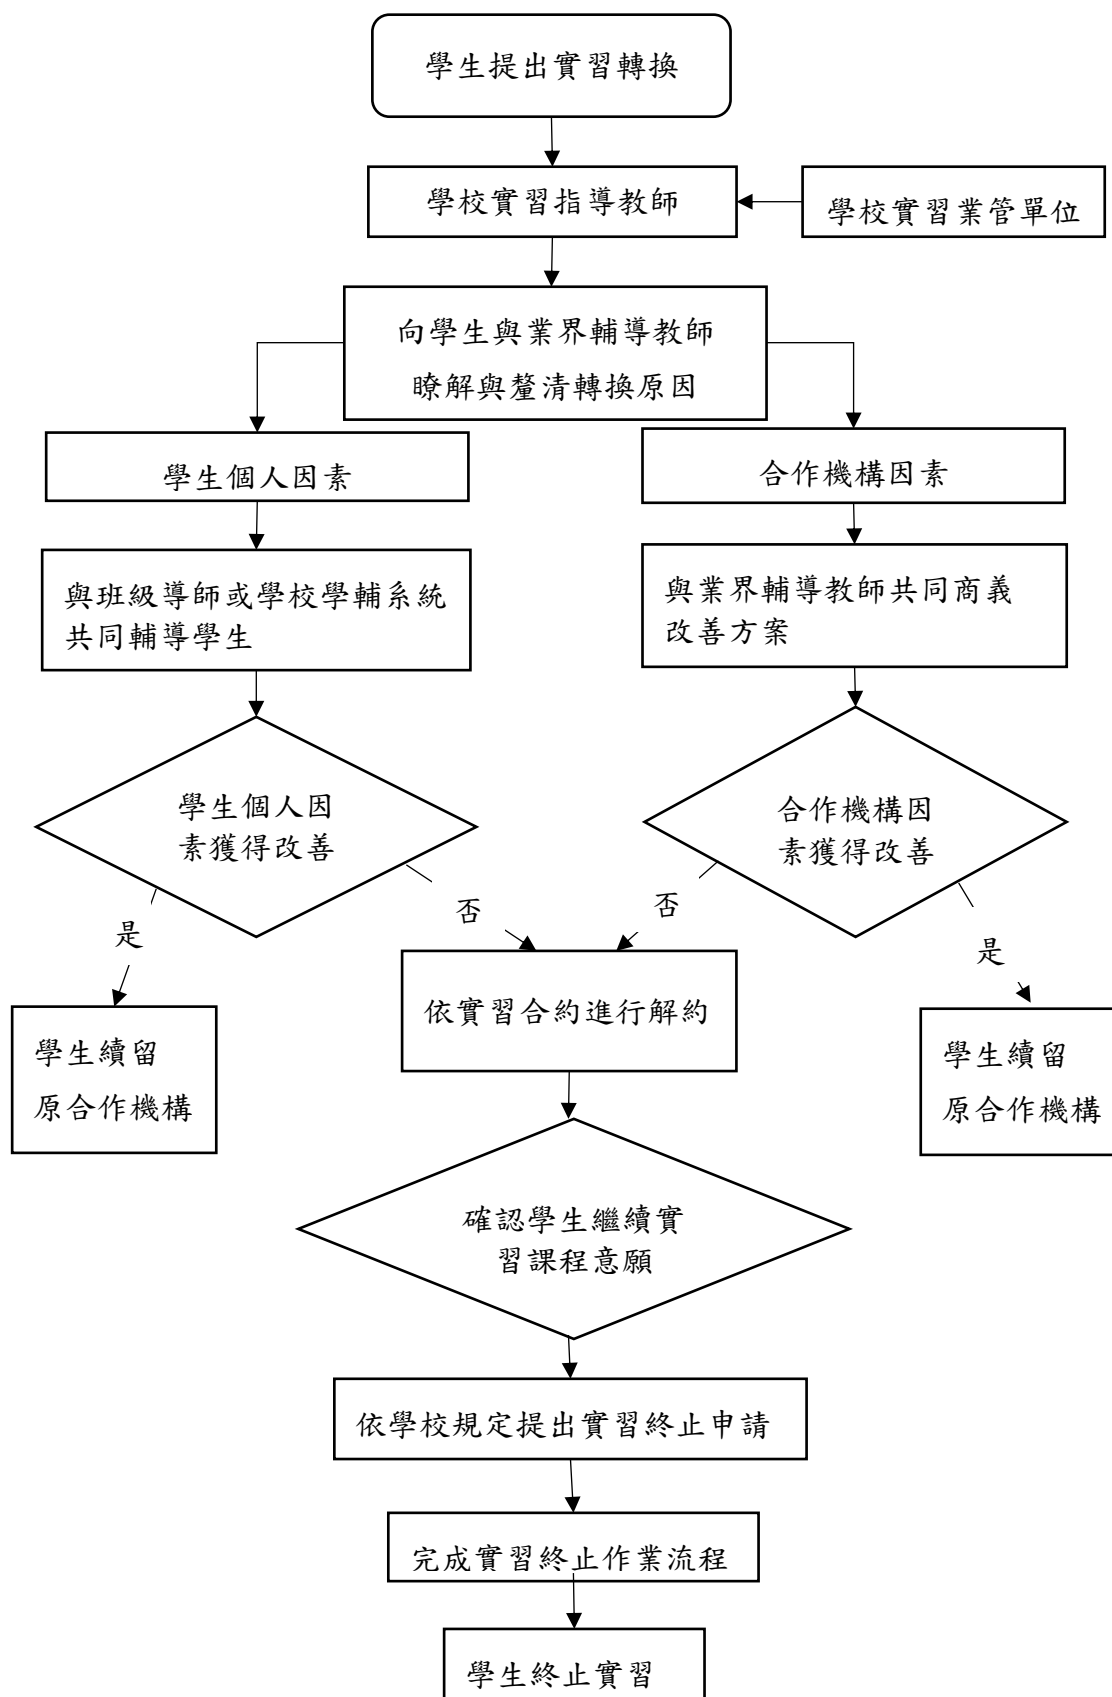 學生提出實習轉換
學校實習指導教師
學校實習業管單位
向學生與業界輔導教師
瞭解與釐清轉換原因
學生個人因素
合作機構因素
與班級導師或學校學輔系統
共同輔導學生
與業界輔導教師共同商義
改善方案
學生個人因
素獲得改善
合作機構因
素獲得改善
是
否
否
是
學生續留
原合作機構
依實習合約進行解約
學生續留
原合作機構
確認學生繼續實
習課程意願
依學校規定提出實習終止申請
完成實習終止作業流程
學生終止實習